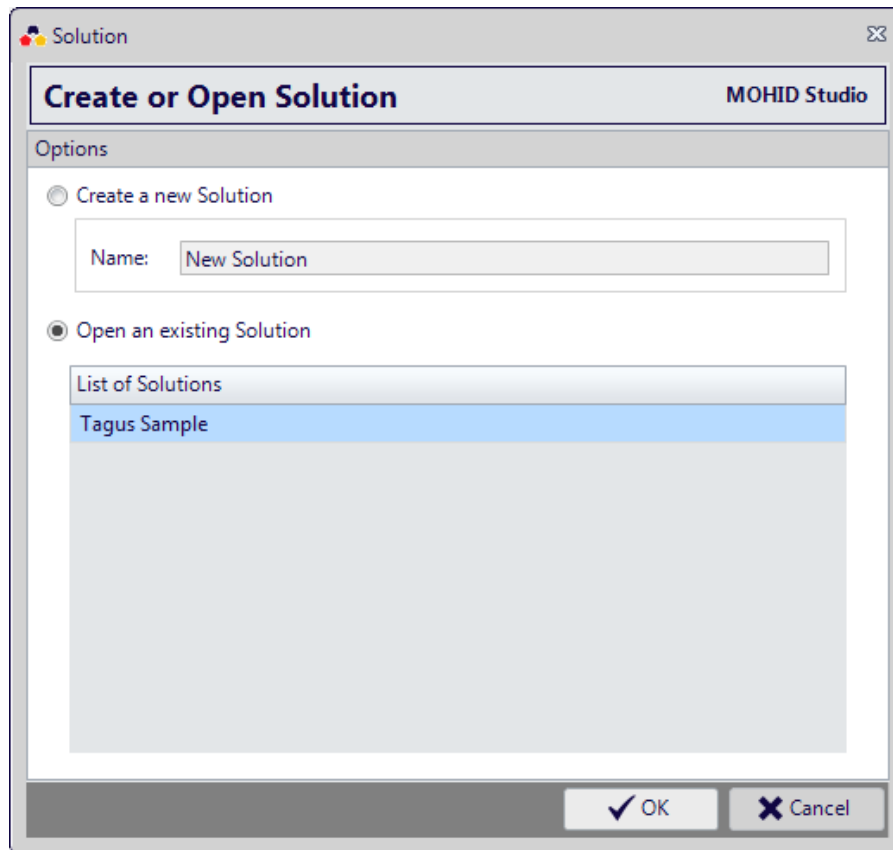 Solution
Create or Open Solution MOHID Studio
Options
Create a new Solution
Name: New Solution
Open an existing Solution
List of Solutions
Tagus Sample
OK Cancel